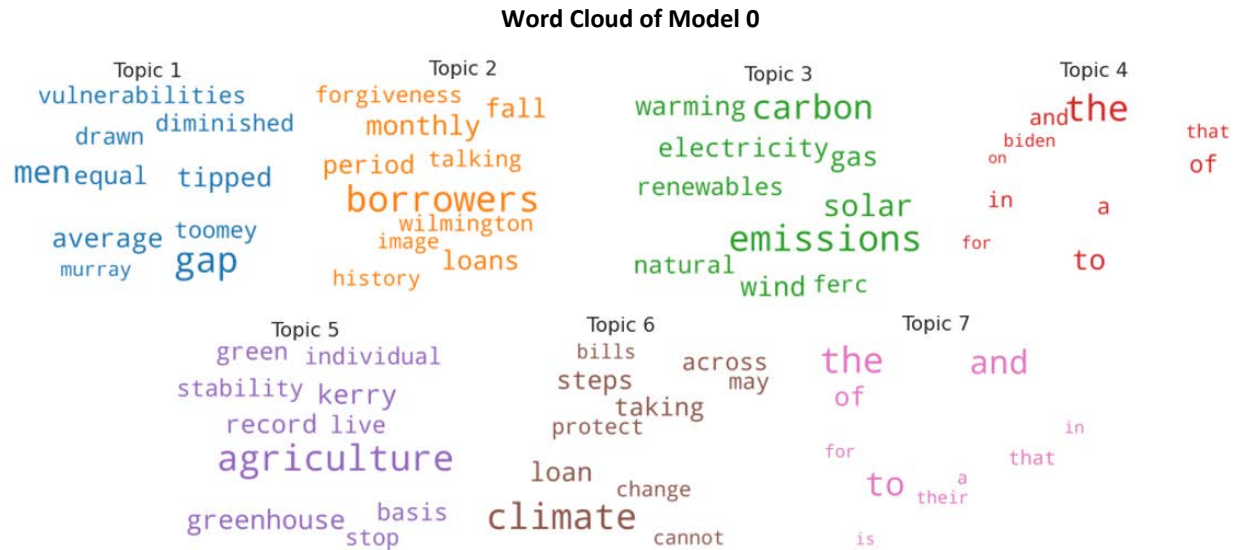 Word Cloud of Model 0
Topic 1
vulnerabilities
drawn diminished
men equal tipped
average toomey
murray gap
Topic 2
forgiveness fall
monthly
period talking
borrowers
wilmington
image
loans
history
Topic 3
warming carbon
electricity gas
renewables
solar
emissions
natural
wind ferc
Topic 4
and the
biden that
on of
in a
for
to
Topic 5
green individual
stability kerry
record live
agriculture
greenhouse basis
stop
Topic 6
bills across
steps may
taking
protect
loan
change
climate
cannot
Topic 7
the and
of
in
for that
to a
their
is